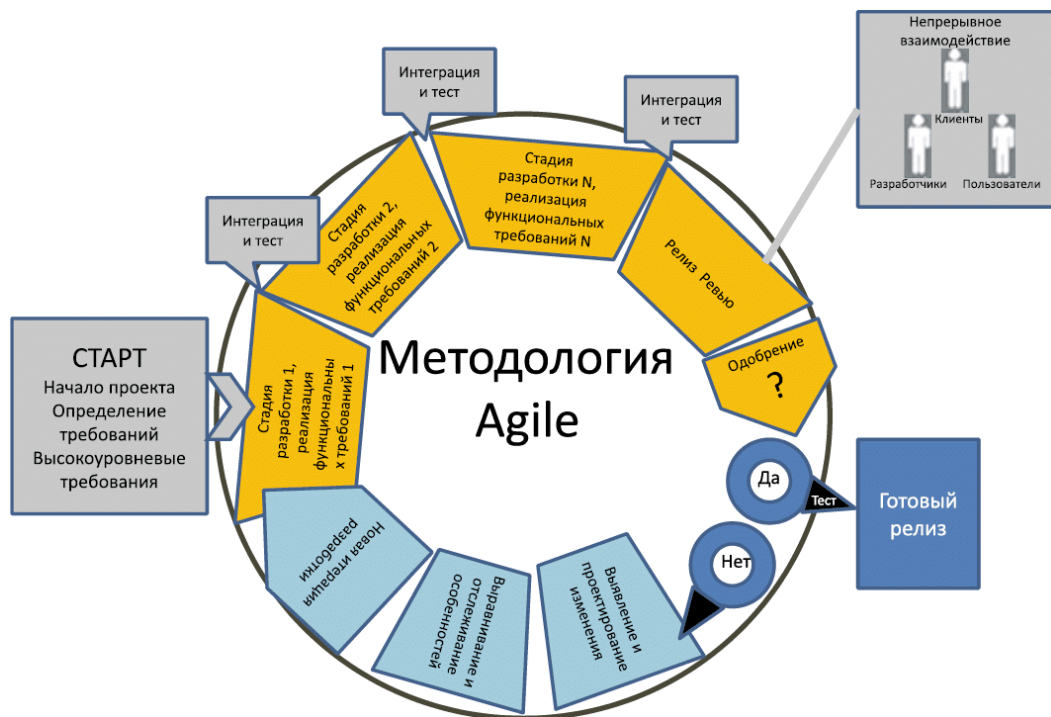 Непрерывное
взаимодействие
Клиенты
Разработчики
Пользователи
Интеграция
и тест
Интеграция
и тест
Интеграция
и тест
СТАРТ
Начало проекта
Определение
требований
Высокоуровневые
требования
Стадия
разработки 1,
реализация
функциональны
х требований 1
Стадия
разработки 2,
реализация
функциональных
требований 2
Стадия
разработки N,
реализация
функциональных
требований N
Релиз Ревью
Одобрение
?
Методология
Agile
Да
Тест
Готовый
релиз
Нет
Выявление и
проектирование
изменения
Выравнивание и
отслеживание
особенностей
Новая итерация
разработки